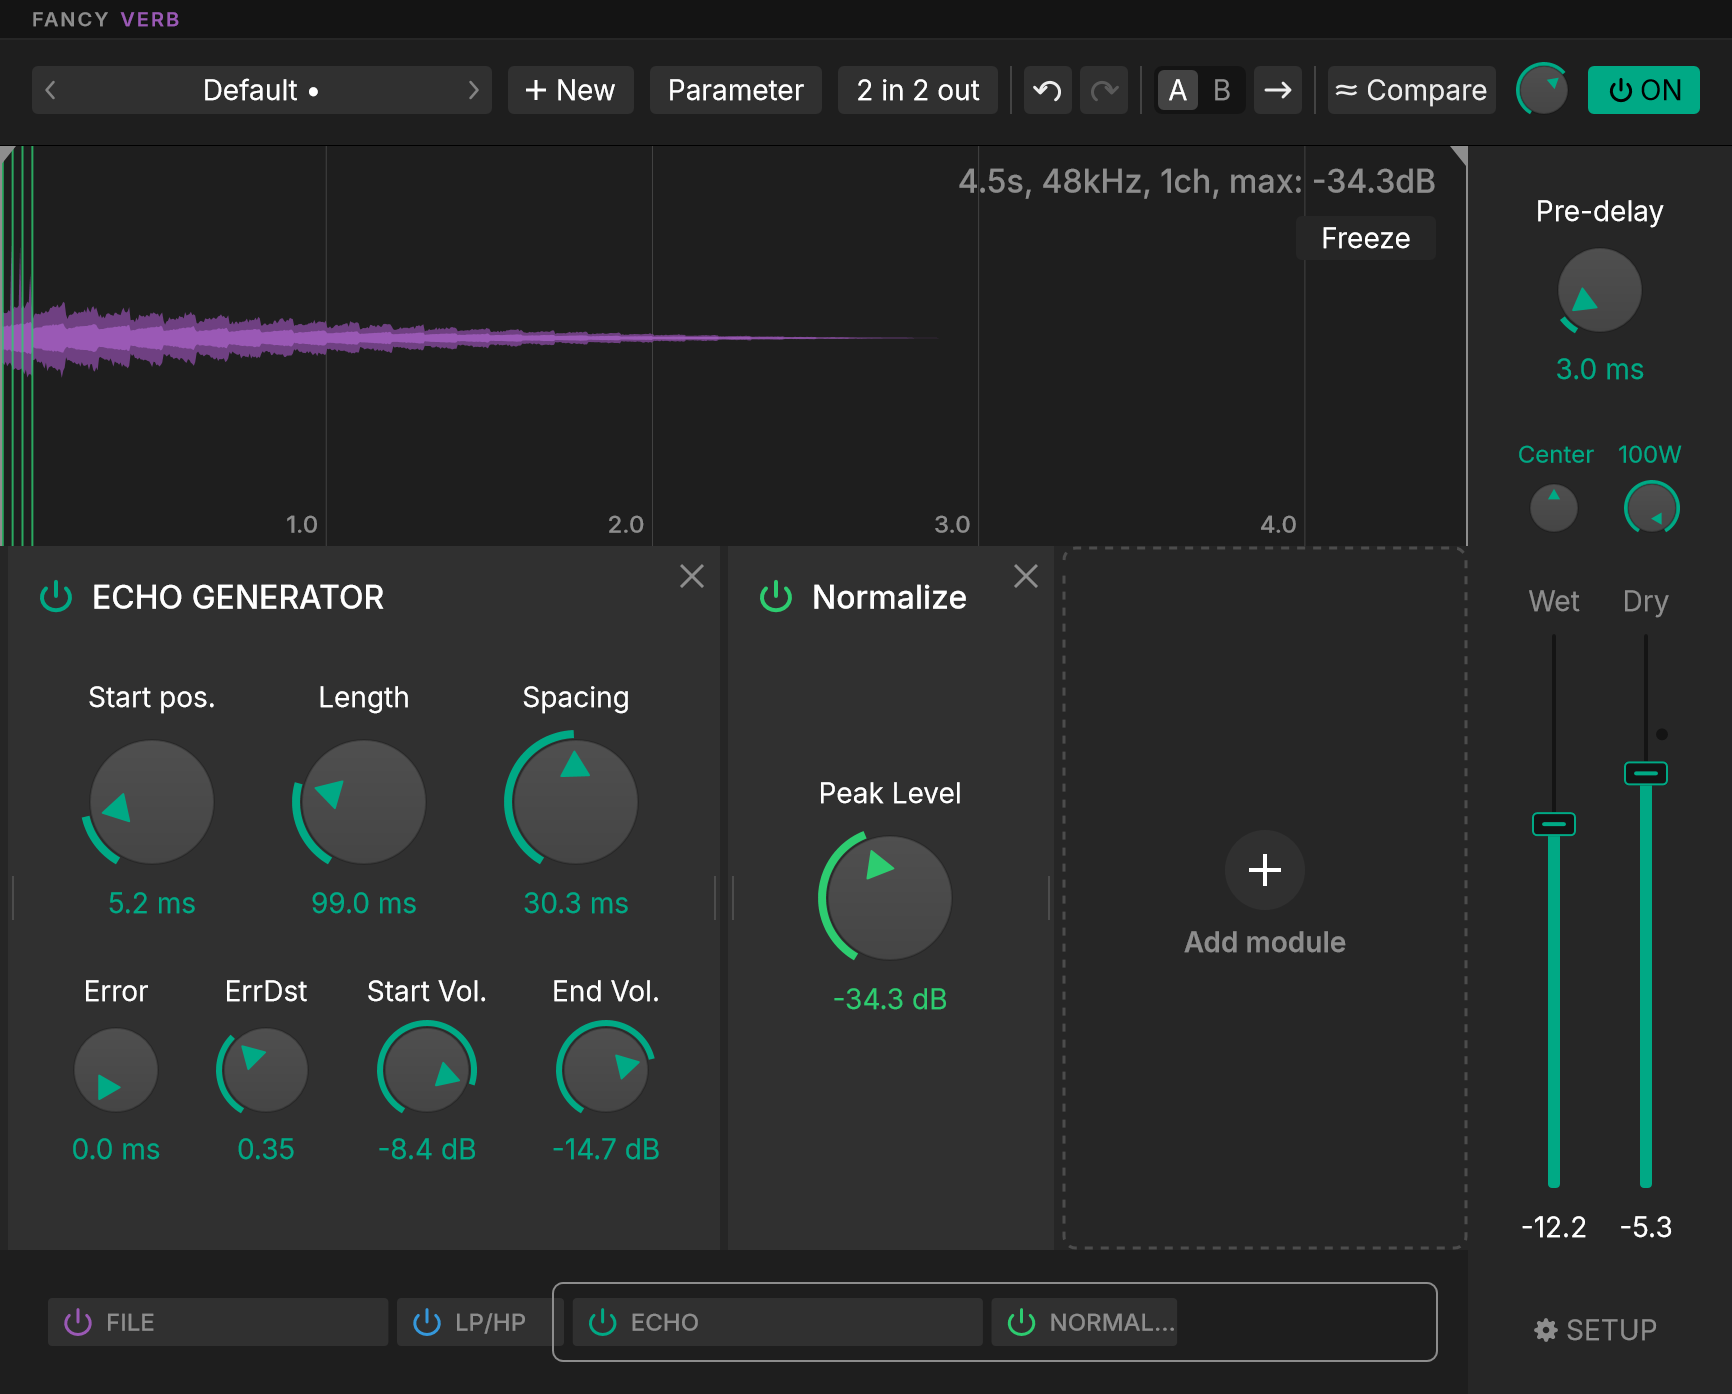 FANCY VERB
Default •
+ New
Parameter
2 in 2 out
A B
≈ Compare
ON
4.5s, 48kHz, 1ch, max: -34.3dB
Freeze
1.0 2.0 3.0 4.0
Pre-delay
3.0 ms
Center 100W
Wet Dry
-12.2 -5.3
ECHO GENERATOR
Start pos. Length Spacing
5.2 ms 99.0 ms 30.3 ms
Error ErrDst Start Vol. End Vol.
0.0 ms 0.35 -8.4 dB -14.7 dB
Normalize
Peak Level
-34.3 dB
Add module
FILE
LP/HP
ECHO
NORMAL...
SETUP